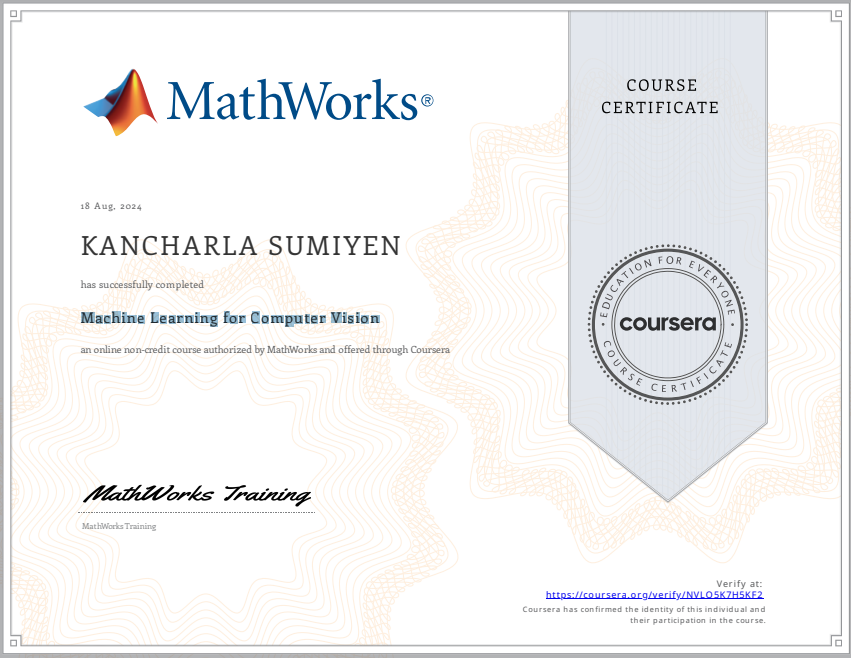 MathWorks®
COURSE
CERTIFICATE
18 Aug, 2024
KANCHARLA SUMIYEN
has successfully completed
Machine Learning for Computer Vision
an online non-credit course authorized by MathWorks and offered through Coursera
EDUCATION FOR EVERYONE
coursera
COURSE CERTIFICATE
MathWorks Training
MathWorks Training
Verify at:
https://coursera.org/verify/NVLO5K7H5KF2
Coursera has confirmed the identity of this individual and
their participation in the course.